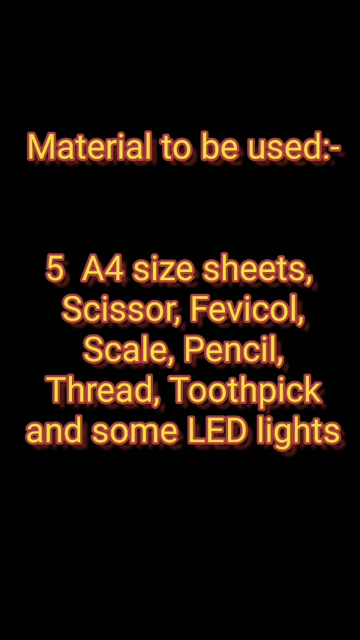 Material to be used:-
5 A4 size sheets,
Scissor, Fevicol,
Scale, Pencil,
Thread, Toothpick
and some LED lights